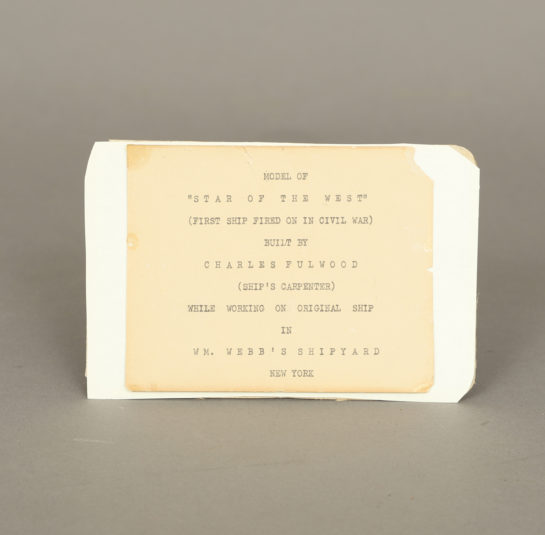 MODEL OF
"STAR OF THE WEST"
(FIRST SHIP FIRED ON IN CIVIL WAR)
BUILT BY
CHARLES FULWOOD
(SHIP'S CARPENTER)
WHILE WORKING ON ORIGINAL SHIP
IN
WM. WEBB'S SHIPYARD
NEW YORK